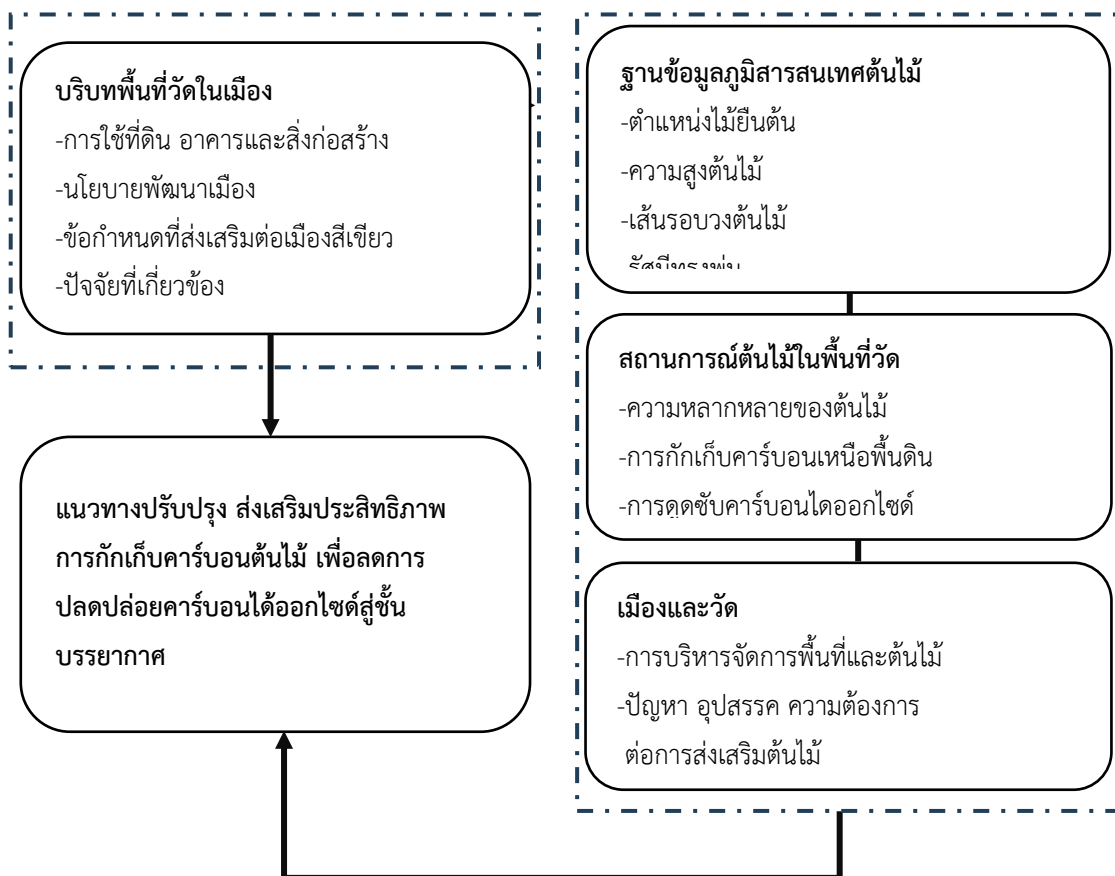 บริบทพื้นที่วัดในเมือง
-การใช้ที่ดิน อาคารและสิ่งก่อสร้าง
-นโยบายพัฒนาเมือง
-ข้อกำหนดที่ส่งเสริมต่อเมืองสีเขียว
-ปัจจัยที่เกี่ยวข้อง
แนวทางปรับปรุง ส่งเสริมประสิทธิภาพ
การกักเก็บคาร์บอนต้นไม้ เพื่อลดการ
ปลดปล่อยคาร์บอนได้ออกไซด์สู่ชั้น
บรรยากาศ
ฐานข้อมูลภูมิสารสนเทศต้นไม้
-ตำแหน่งไม้ยืนต้น
-ความสูงต้นไม้
-เส้นรอบวงต้นไม้
-รัศมีทรงพุ่ม
สถานการณ์ต้นไม้ในพื้นที่วัด
-ความหลากหลายของต้นไม้
-การกักเก็บคาร์บอนเหนือพื้นดิน
-การดูดซับคาร์บอนไดออกไซด์
เมืองและวัด
-การบริหารจัดการพื้นที่และต้นไม้
-ปัญหา อุปสรรค ความต้องการ
ต่อการส่งเสริมต้นไม้